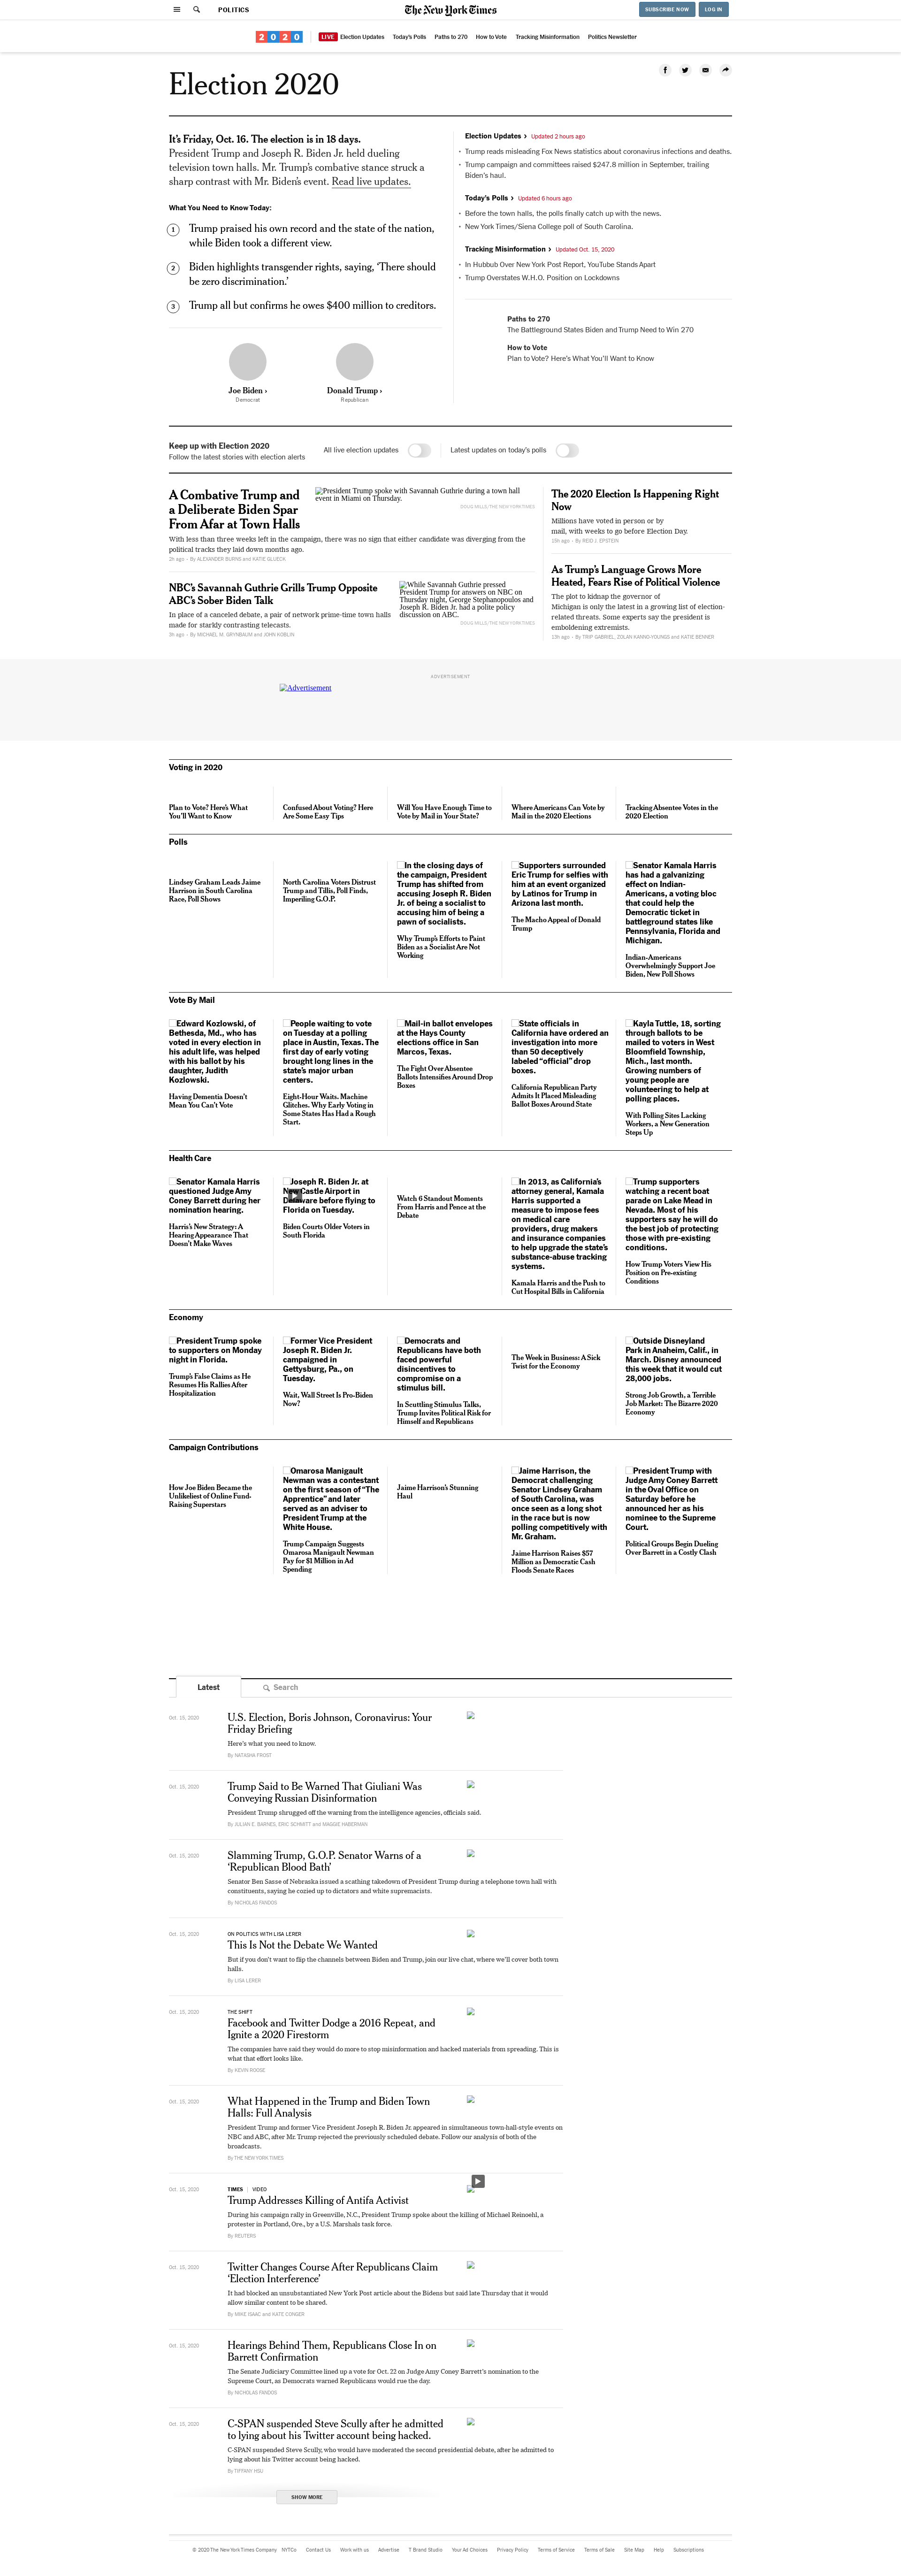 POLITICS
The New York Times
SUBSCRIBE NOW
LOG IN
2020
LIVE Election Updates
Today's Polls
Paths to 270
How to Vote
Tracking Misinformation
Politics Newsletter
Election 2020
It's Friday, Oct. 16. The election is in 18 days.
President Trump and Joseph R. Biden Jr. held dueling
television town halls. Mr. Trump's combative stance struck a
sharp contrast with Mr. Biden's event. Read live updates.
What You Need to Know Today:
1 Trump praised his own record and the state of the nation,
while Biden took a different view.
2 Biden highlights transgender rights, saying, 'There should
be zero discrimination.'
3 Trump all but confirms he owes $400 million to creditors.
Joe Biden ›
Democrat
Donald Trump ›
Republican
Election Updates › Updated 2 hours ago
• Trump reads misleading Fox News statistics about coronavirus infections and deaths.
• Trump campaign and committees raised $247.8 million in September, trailing
Biden's haul.
Today's Polls › Updated 6 hours ago
• Before the town halls, the polls finally catch up with the news.
• New York Times/Siena College poll of South Carolina.
Tracking Misinformation › Updated Oct. 15, 2020
• In Hubbub Over New York Post Report, YouTube Stands Apart
• Trump Overstates W.H.O. Position on Lockdowns
Paths to 270
The Battleground States Biden and Trump Need to Win 270
How to Vote
Plan to Vote? Here's What You'll Want to Know
Keep up with Election 2020
Follow the latest stories with election alerts
All live election updates
Latest updates on today's polls
A Combative Trump and
a Deliberate Biden Spar
From Afar at Town Halls
President Trump spoke with Savannah Guthrie during a town hall
event in Miami on Thursday.
DOUG MILLS/THE NEW YORK TIMES
With less than three weeks left in the campaign, there was no sign that either candidate was diverging from the
political tracks they laid down months ago.
2h ago - By ALEXANDER BURNS and KATIE GLUECK
NBC's Savannah Guthrie Grills Trump Opposite
ABC's Sober Biden Talk
In place of a canceled debate, a pair of network prime-time town halls
made for starkly contrasting telecasts.
3h ago - By MICHAEL M. GRYNBAUM and JOHN KOBLIN
While Savannah Guthrie pressed
President Trump for answers on NBC on
Thursday night, George Stephanopoulos and
Joseph R. Biden Jr. had a polite policy
discussion on ABC.
DOUG MILLS/THE NEW YORK TIMES
The 2020 Election Is Happening Right
Now
Millions have voted in person or by
mail, with weeks to go before Election Day.
15h ago - By REID J. EPSTEIN
As Trump's Language Grows More
Heated, Fears Rise of Political Violence
The plot to kidnap the governor of
Michigan is only the latest in a growing list of election-
related threats. Some experts say the president is
emboldening extremists.
13h ago - By TRIP GABRIEL, ZOLAN KANNO-YOUNGS and KATIE BENNER
ADVERTISEMENT
Advertisement
Voting in 2020
Plan to Vote? Here's What
You'll Want to Know
Confused About Voting? Here
Are Some Easy Tips
Will You Have Enough Time to
Vote by Mail in Your State?
Where Americans Can Vote by
Mail in the 2020 Elections
Tracking Absentee Votes in the
2020 Election
Polls
Lindsey Graham Leads Jaime
Harrison in South Carolina
Race, Poll Shows
North Carolina Voters Distrust
Trump and Tillis, Poll Finds,
Imperiling G.O.P.
In the closing days of
the campaign, President
Trump has shifted from
accusing Joseph R. Biden
Jr. of being a socialist to
accusing him of being a
pawn of socialists.
Why Trump's Efforts to Paint
Biden as a Socialist Are Not
Working
Supporters surrounded
Eric Trump for selfies with
him at an event organized
by Latinos for Trump in
Arizona last month.
The Macho Appeal of Donald
Trump
Senator Kamala Harris
has had a galvanizing
effect on Indian-
Americans, a voting bloc
that could help the
Democratic ticket in
battleground states like
Pennsylvania, Florida and
Michigan.
Indian-Americans
Overwhelmingly Support Joe
Biden, New Poll Shows
Vote By Mail
Edward Kozlowski, of
Bethesda, Md., who has
voted in every election in
his adult life, was helped
with his ballot by his
daughter, Judith
Kozlowski.
Having Dementia Doesn't
Mean You Can't Vote
People waiting to vote
on Tuesday at a polling
place in Austin, Texas. The
first day of early voting
brought long lines in the
state's major urban
centers.
Eight-Hour Waits. Machine
Glitches. Why Early Voting in
Some States Has Had a Rough
Start.
Mail-in ballot envelopes
at the Hays County
elections office in San
Marcos, Texas.
The Fight Over Absentee
Ballots Intensifies Around Drop
Boxes
State officials in
California have ordered an
investigation into more
than 50 deceptively
labeled “official” drop
boxes.
California Republican Party
Admits It Placed Misleading
Ballot Boxes Around State
Kayla Tuttle, 18, sorting
through ballots to be
mailed to voters in West
Bloomfield Township,
Mich., last month.
Growing numbers of
young people are
volunteering to help at
polling places.
With Polling Sites Lacking
Workers, a New Generation
Steps Up
Health Care
Senator Kamala Harris
questioned Judge Amy
Coney Barrett during her
nomination hearing.
Harris's New Strategy: A
Hearing Appearance That
Doesn't Make Waves
Joseph R. Biden Jr. at
Castle Airport in
before flying to
Florida on Tuesday.
Biden Courts Older Voters in
South Florida
Watch 6 Standout Moments
From Harris and Pence at the
Debate
In 2013, as California's
attorney general, Kamala
Harris supported a
measure to impose fees
on medical care
providers, drug makers
and insurance companies
to help upgrade the state's
substance-abuse tracking
systems.
Kamala Harris and the Push to
Cut Hospital Bills in California
Trump supporters
watching a recent boat
parade on Lake Mead in
Nevada. Most of his
supporters say he will do
the best job of protecting
those with pre-existing
conditions.
How Trump Voters View His
Position on Pre-existing
Conditions
Economy
President Trump spoke
to supporters on Monday
night in Florida.
Trump's False Claims as He
Resumes His Rallies After
Hospitalization
Former Vice President
Joseph R. Biden Jr.
campaigned in
Gettysburg, Pa., on
Tuesday.
Wait, Wall Street Is Pro-Biden
Now?
Democrats and
Republicans have both
faced powerful
disincentives to
compromise on a
stimulus bill.
In Scuttling Stimulus Talks,
Trump Invites Political Risk for
Himself and Republicans
The Week in Business: A Sick
Twist for the Economy
Outside Disneyland
Park in Anaheim, Calif., in
March. Disney announced
this week that it would cut
28,000 jobs.
Strong Job Growth, a Terrible
Job Market: The Bizarre 2020
Economy
Campaign Contributions
How Joe Biden Became the
Unlikeliest of Online Fund-
Raising Superstars
Omarosa Manigault
Newman was a contestant
on the first season of “The
Apprentice” and later
served as an adviser to
President Trump at the
White House.
Trump Campaign Suggests
Omarosa Manigault Newman
Pay for $1 Million in Ad
Spending
Jaime Harrison's Stunning
Haul
Jaime Harrison, the
Democrat challenging
Senator Lindsey Graham
of South Carolina, was
once seen as a long shot
in the race but is now
polling competitively with
Mr. Graham.
Jaime Harrison Raises $57
Million as Democratic Cash
Floods Senate Races
President Trump with
Judge Amy Coney Barrett
in the Oval Office on
Saturday before he
announced her as his
nominee to the Supreme
Court.
Political Groups Begin Dueling
Over Barrett in a Costly Clash
Latest
Search
Oct. 15, 2020
U.S. Election, Boris Johnson, Coronavirus: Your
Friday Briefing
Here's what you need to know.
By NATASHA FROST
Oct. 15, 2020
Trump Said to Be Warned That Giuliani Was
Conveying Russian Disinformation
President Trump shrugged off the warning from the intelligence agencies, officials said.
By JULIAN E. BARNES, ERIC SCHMITT and MAGGIE HABERMAN
Oct. 15, 2020
Slamming Trump, G.O.P. Senator Warns of a
'Republican Blood Bath'
Senator Ben Sasse of Nebraska issued a scathing takedown of President Trump during a telephone town hall with
constituents, saying he cozied up to dictators and white supremacists.
By NICHOLAS FANDOS
Oct. 15, 2020
ON POLITICS WITH LISA LERER
This Is Not the Debate We Wanted
But if you don't want to flip the channels between Biden and Trump, join our live chat, where we'll cover both town
halls.
By LISA LERER
Oct. 15, 2020
THE SHIFT
Facebook and Twitter Dodge a 2016 Repeat, and
Ignite a 2020 Firestorm
The companies have said they would do more to stop misinformation and hacked materials from spreading. This is
what that effort looks like.
By KEVIN ROOSE
Oct. 15, 2020
What Happened in the Trump and Biden Town
Halls: Full Analysis
President Trump and former Vice President Joseph R. Biden Jr. appeared in simultaneous town-hall-style events on
NBC and ABC, after Mr. Trump rejected the previously scheduled debate. Follow our analysis of both of the
broadcasts.
By THE NEW YORK TIMES
Oct. 15, 2020
TIMES | VIDEO
Trump Addresses Killing of Antifa Activist
During his campaign rally in Greenville, N.C., President Trump spoke about the killing of Michael Reinoehl, a
protester in Portland, Ore., by a U.S. Marshals task force.
By REUTERS
Oct. 15, 2020
Twitter Changes Course After Republicans Claim
'Election Interference'
It had blocked an unsubstantiated New York Post article about the Bidens but said late Thursday that it would
allow similar content to be shared.
By MIKE ISAAC and KATE CONGER
Oct. 15, 2020
Hearings Behind Them, Republicans Close In on
Barrett Confirmation
The Senate Judiciary Committee lined up a vote for Oct. 22 on Judge Amy Coney Barrett's nomination to the
Supreme Court, as Democrats warned Republicans would rue the day.
By NICHOLAS FANDOS
Oct. 15, 2020
C-SPAN suspended Steve Scully after he admitted
to lying about his Twitter account being hacked.
C-SPAN suspended Steve Scully, who would have moderated the second presidential debate, after he admitted to
lying about his Twitter account being hacked.
By TIFFANY HSU
SHOW MORE
© 2020 The New York Times Company
NYTCo
Contact Us
Work with us
Advertise
T Brand Studio
Your Ad Choices
Privacy Policy
Terms of Service
Terms of Sale
Site Map
Help
Subscriptions